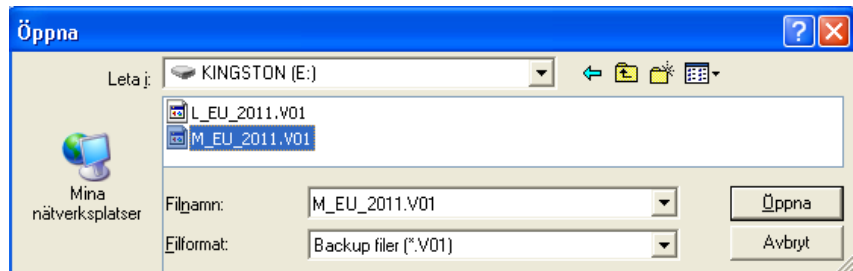 Öppna
Leta i:
KINGSTON (E:)
L_EU_2011.V01
M_EU_2011.V01
Mina
nätverksplatser
Filnamn:
M_EU_2011.V01
Öppna
Filformat:
Backup filer (*.V01)
Avbryt